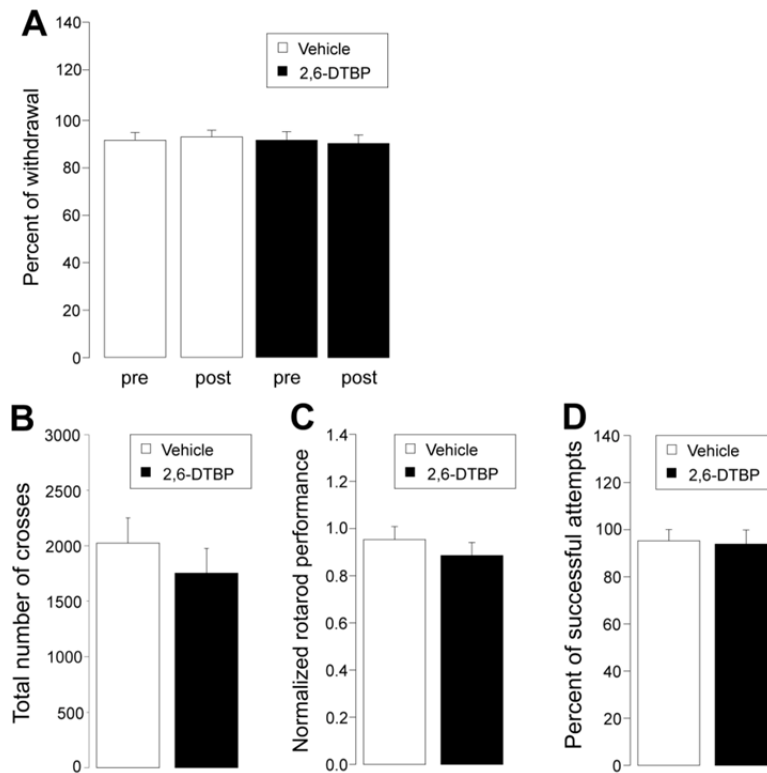 A
Percent of withdrawal
140
120
100
80
60
40
20
0
Vehicle
2,6-DTBP
pre post pre post
B
Total number of crosses
3000
2500
2000
1500
1000
500
0
Vehicle
2,6-DTBP
C
Normalized rotarod performance
1.4
1.2
1.0
0.8
0.6
0.4
0.2
0.0
Vehicle
2,6-DTBP
D
Percent of successful attempts
140
120
100
80
60
40
20
0
Vehicle
2,6-DTBP